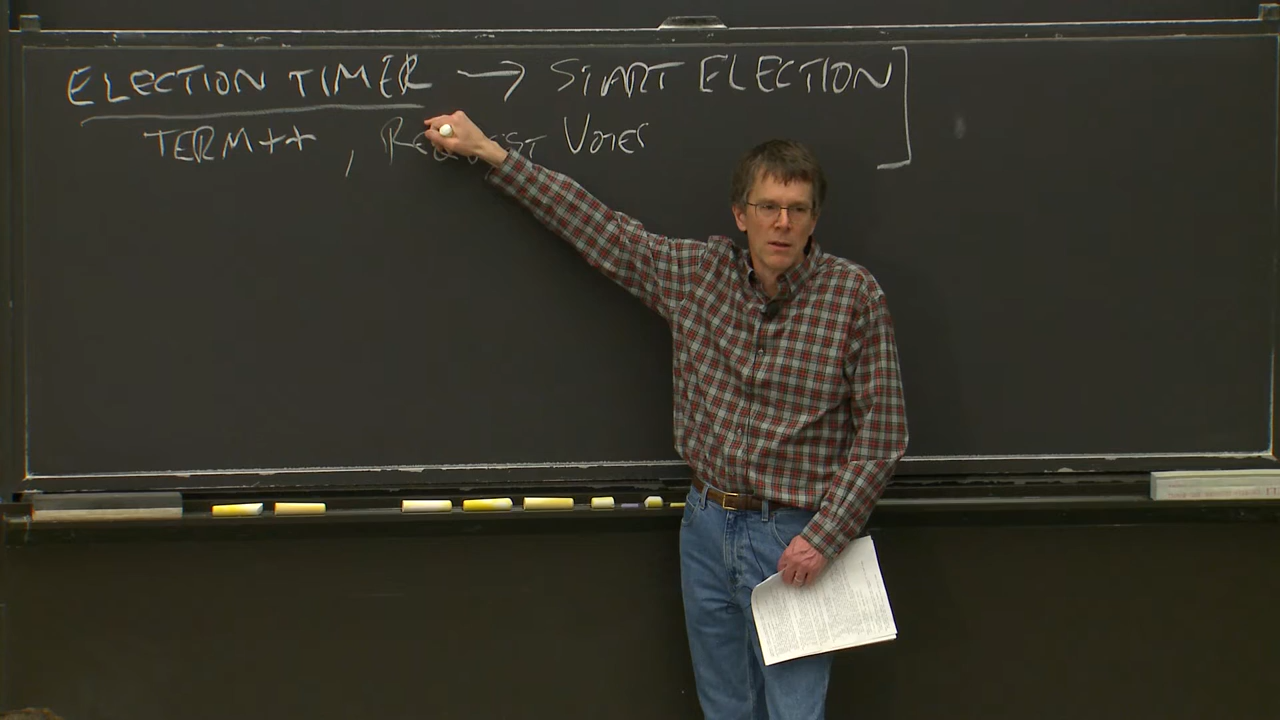 ELECTION TIMER → START ELECTION]
TERM++, REQUEST VOTES